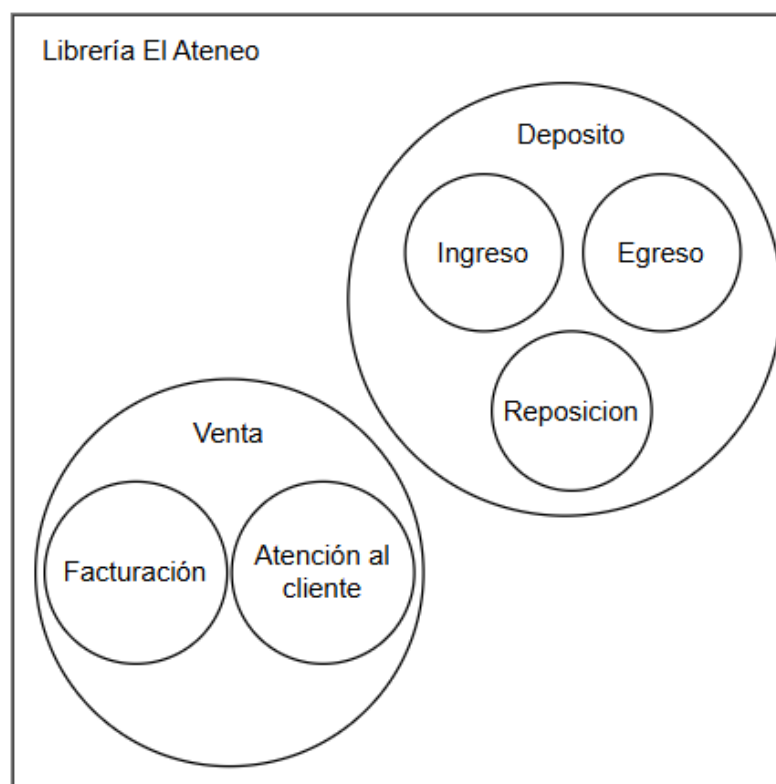 Librería El Ateneo
Deposito
Ingreso
Egreso
Reposicion
Venta
Facturación
Atención al
cliente